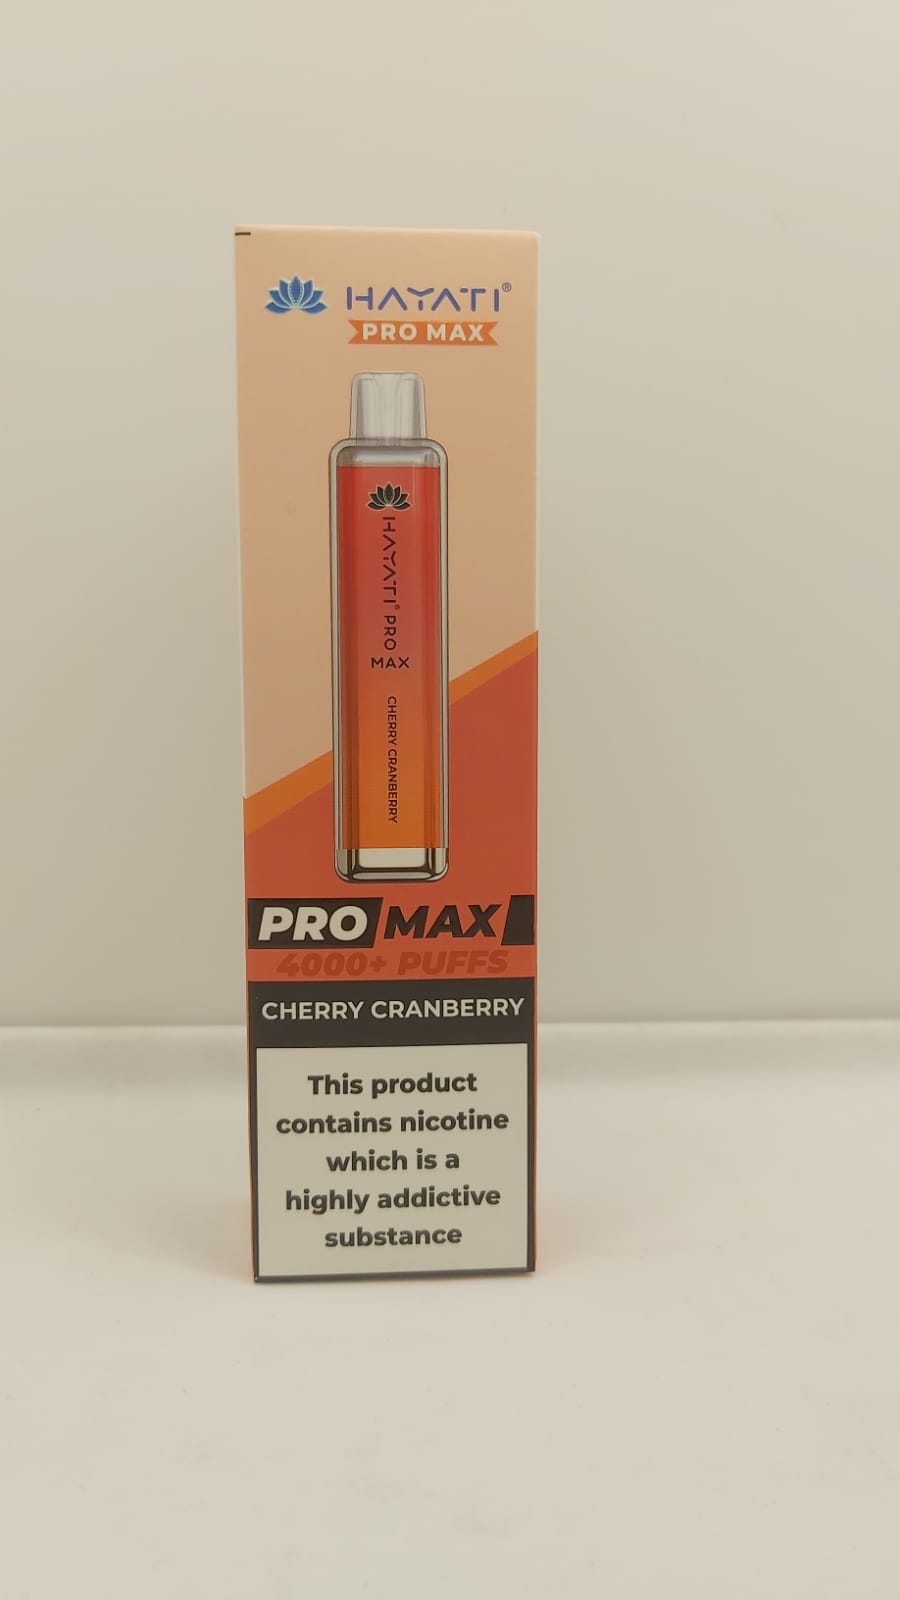 HAYATI®
PRO MAX
HAYATI® PRO
MAX
CHERRY CRANBERRY
PRO MAX
4000+ PUFFS
CHERRY CRANBERRY
This product
contains nicotine
which is a
highly addictive
substance